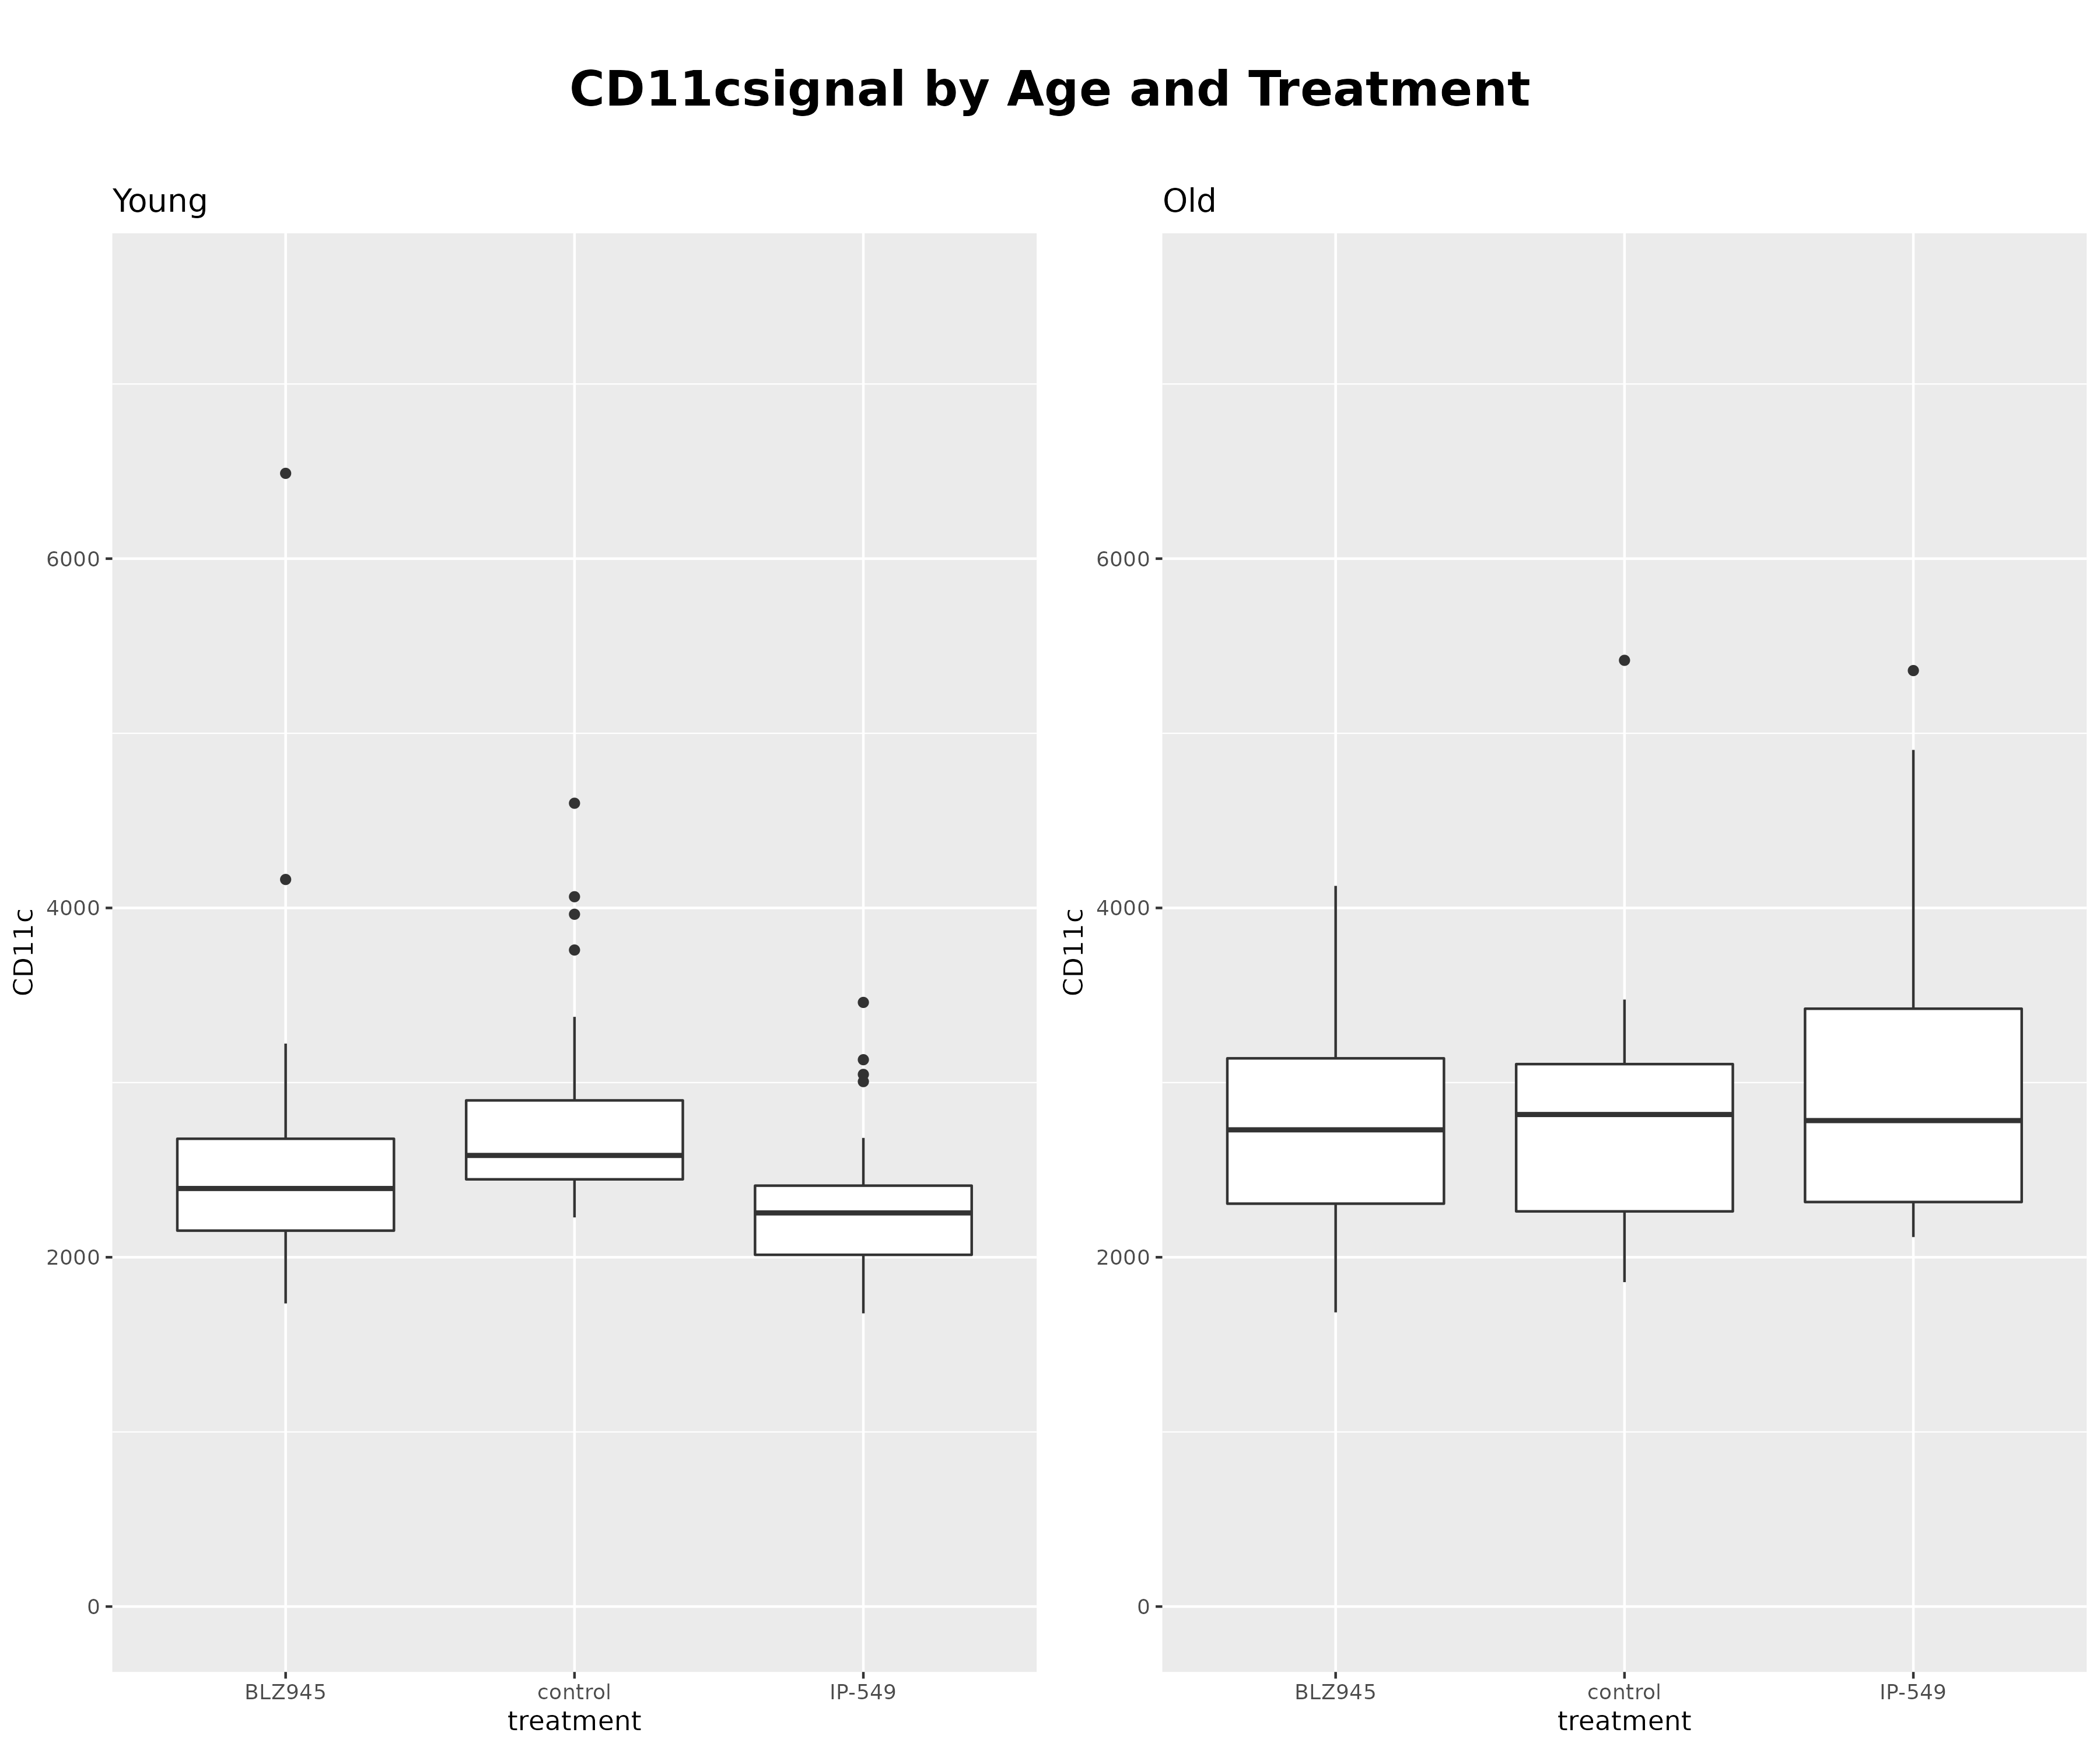 CD11csignal by Age and Treatment
Young
6000
4000
2000
0
CD11c
BLZ945 control IP-549
treatment
Old
6000
4000
2000
0
CD11c
BLZ945 control IP-549
treatment